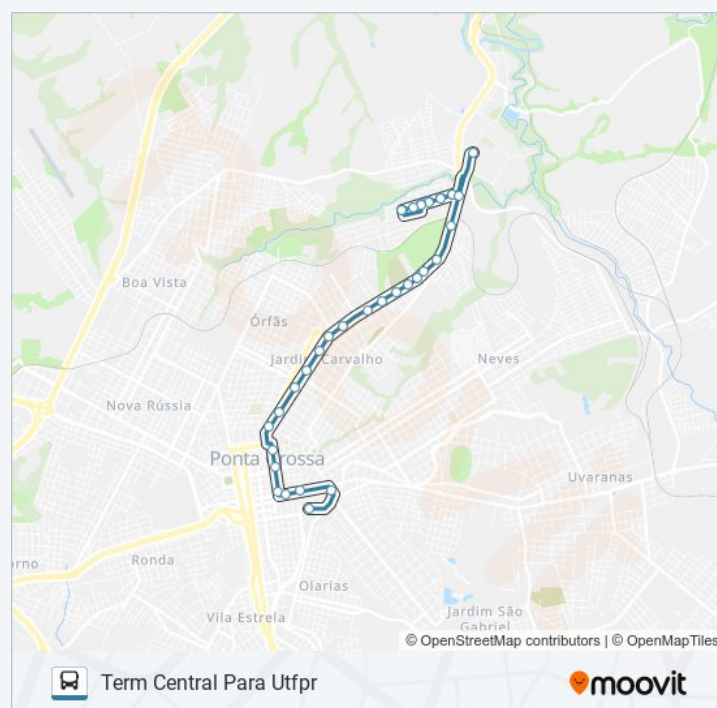 Boa Vista
Órfãs
Jardim Carvalho
Neves
Nova Rússia
Ponta Grossa
Uvaranas
Ronda
Olarias
Vila Estrela
Jardim São
Gabriel
© OpenStreetMap contributors | © OpenMapTiles
Term Central Para Utfpr
moovit